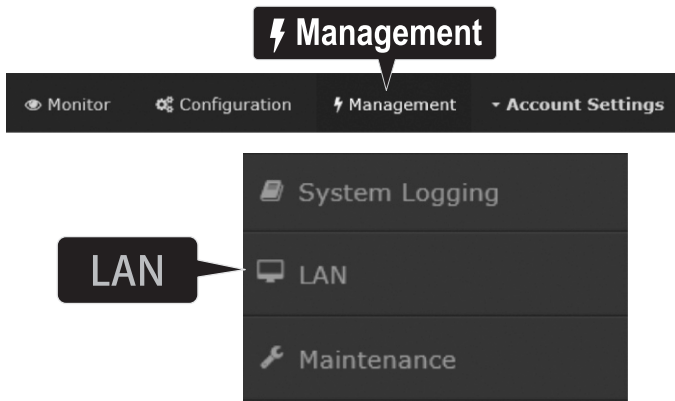 Management
Monitor Configuration Management Account Settings
System Logging
LAN LAN
Maintenance